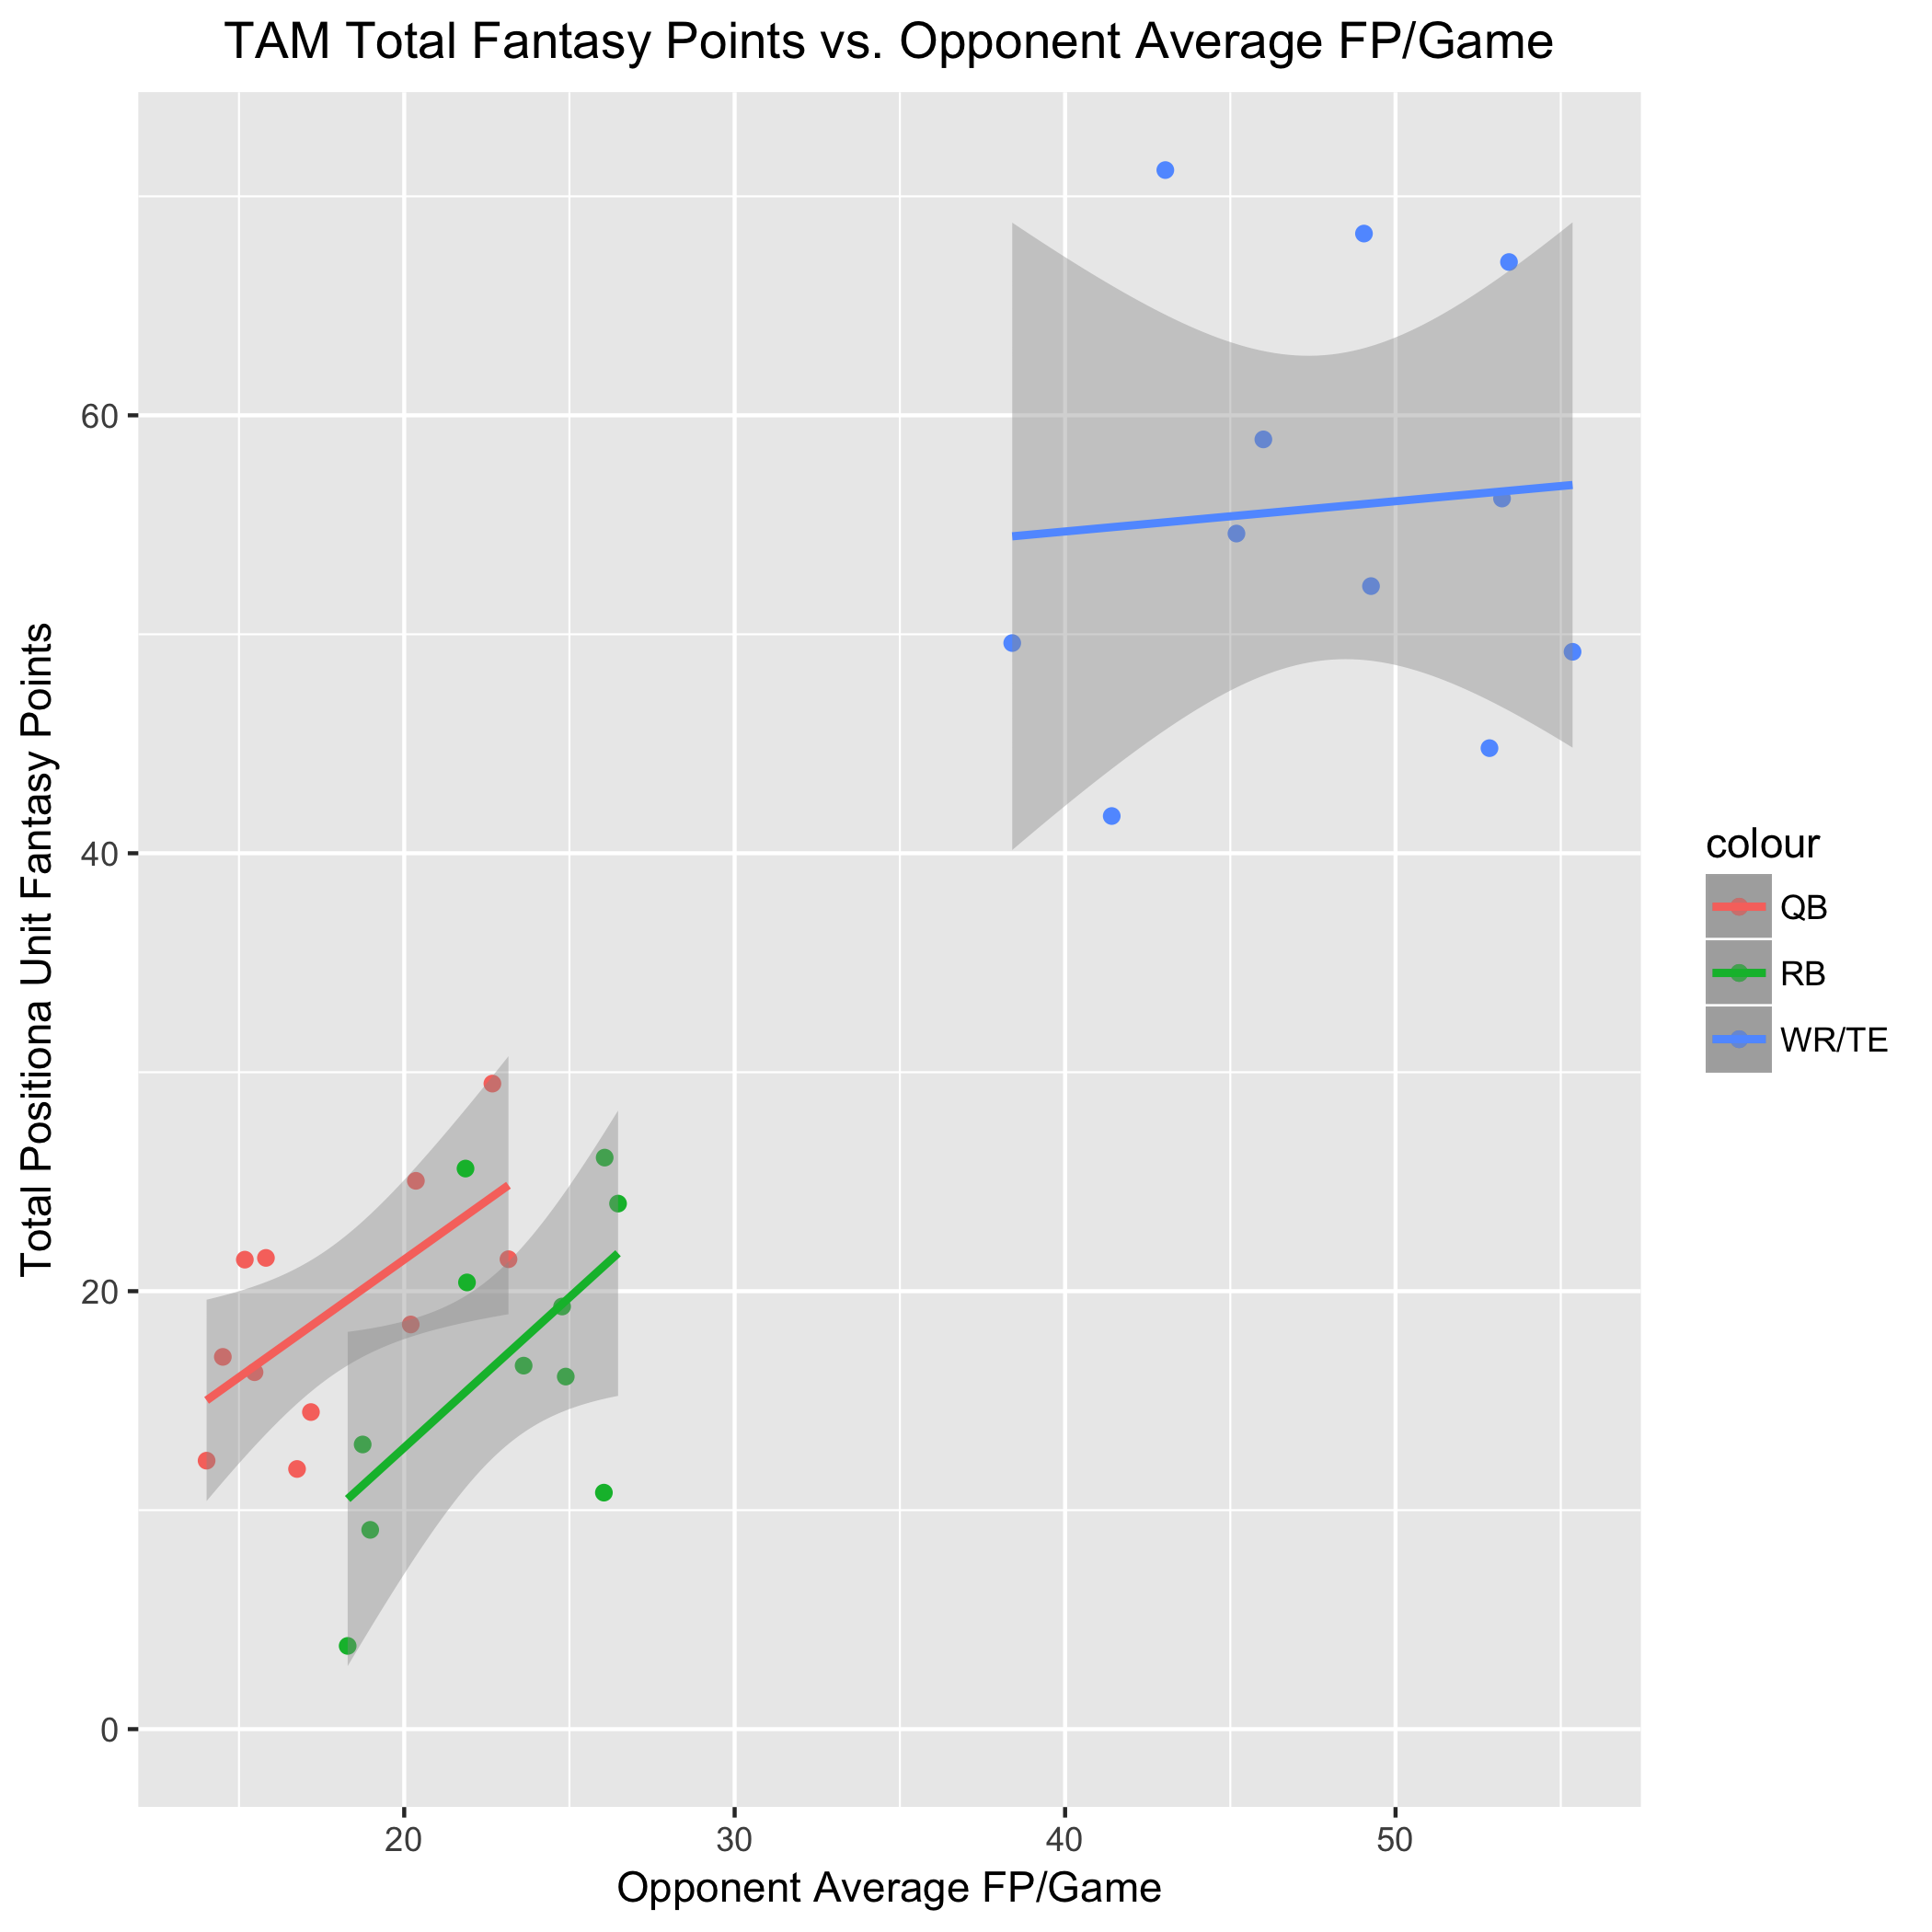 TAM Total Fantasy Points vs. Opponent Average FP/Game
Total Positiona Unit Fantasy Points
60
40
20
0
20
30
40
50
Opponent Average FP/Game
colour
QB
RB
WR/TE